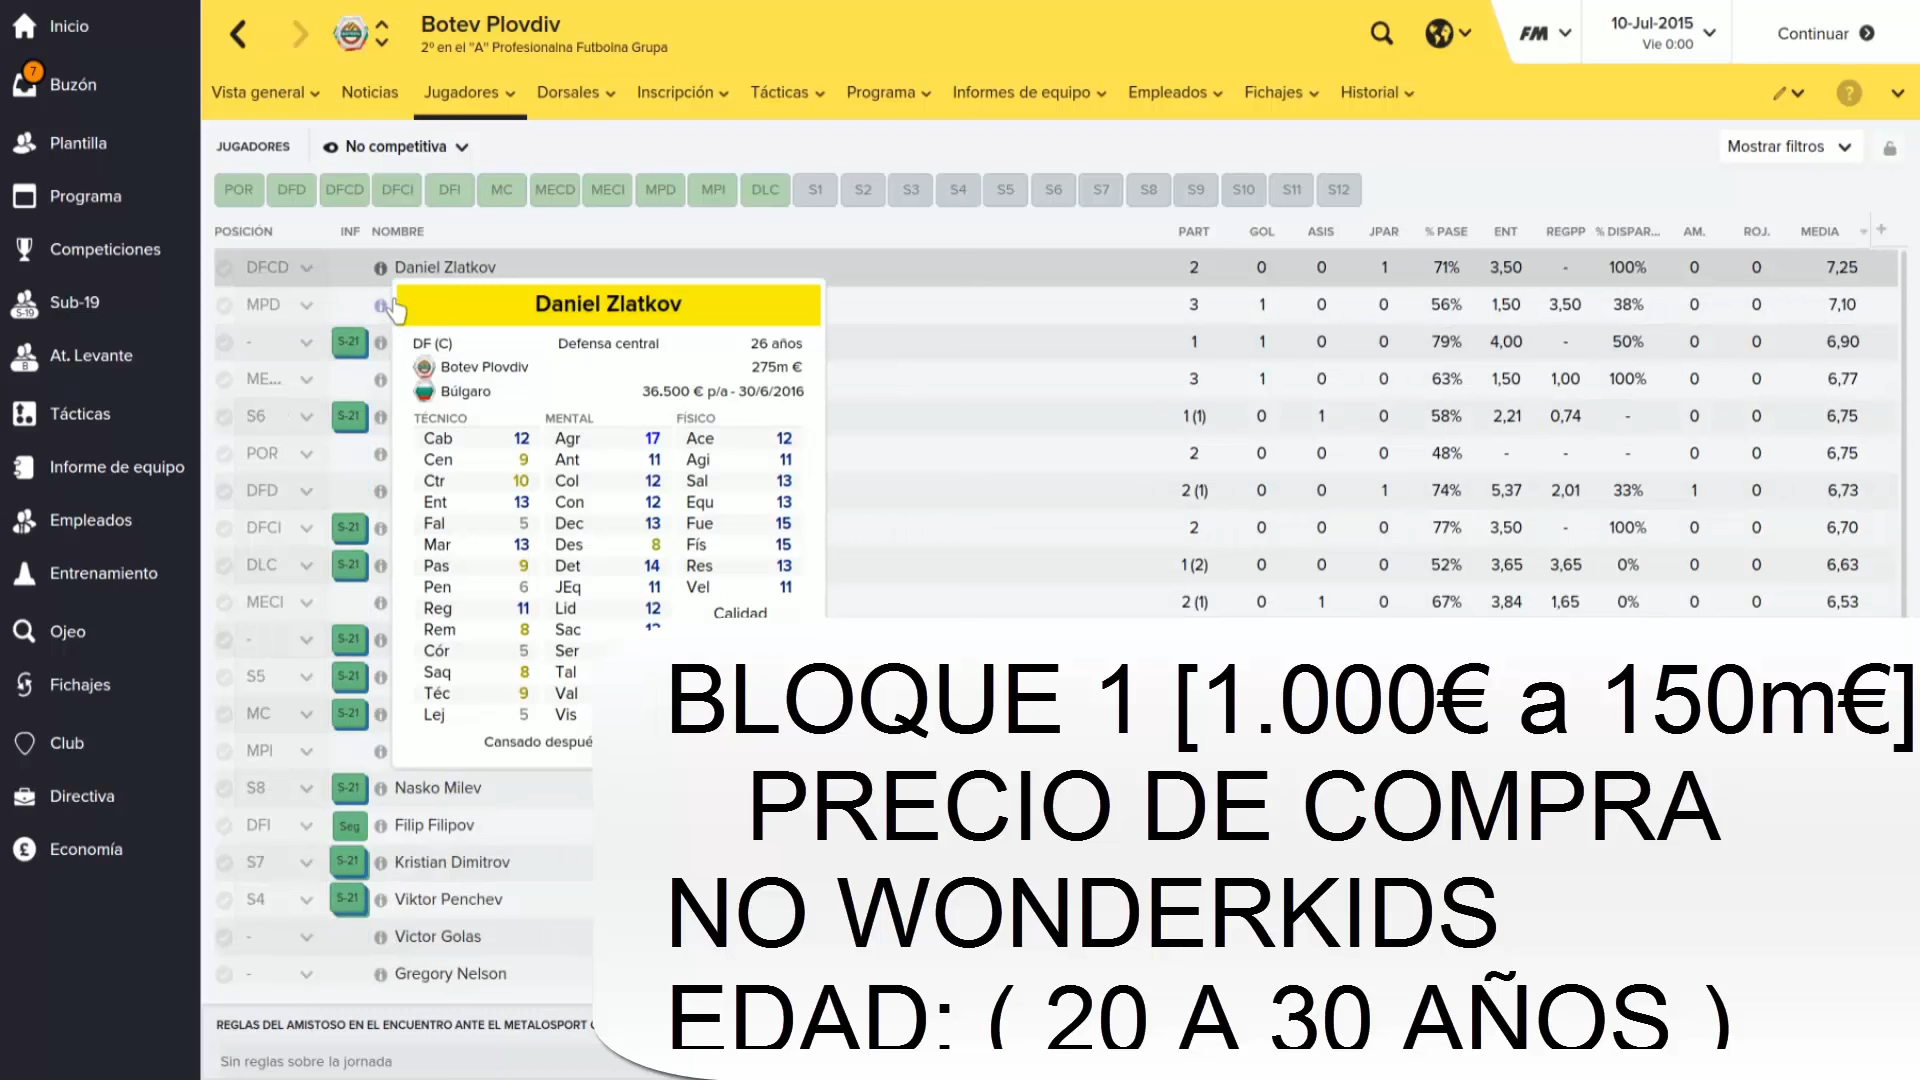 Inicio
Botev Plovdiv
2º en el "A" Profesionalna Futbolna Grupa
FM
10-Jul-2015
Vie 0:00
Continuar
7
Buzón
Vista general
Noticias
Jugadores
Dorsales
Inscripción
Tácticas
Programa
Informes de equipo
Empleados
Fichajes
Historial
?
Plantilla
Programa
Competiciones
Sub-19
At. Levante
Tácticas
Informe de equipo
Empleados
Entrenamiento
Ojeo
Fichajes
Club
Directiva
Economía
JUGADORES
No competitiva
Mostrar filtros
POR DFD DFCD DFCI DFI MC MECD MECI MPD MPI DLC S1 S2 S3 S4 S5 S6 S7 S8 S9 S10 S11 S12
POSICIÓN INF NOMBRE PART GOL ASIS JPAR % PASE ENT REGPP % DISPAR... AM. ROJ. MEDIA
DFCD Daniel Zlatkov 2 0 0 1 71% 3,50 - 100% 0 0 7,25
MPD 3 1 0 0 56% 1,50 3,50 38% 0 0 7,10
- S-21 1 1 0 0 79% 4,00 - 50% 0 0 6,90
ME... 3 1 0 0 63% 1,50 1,00 100% 0 0 6,77
S6 S-21 1 (1) 0 1 0 58% 2,21 0,74 - 0 0 6,75
POR 2 0 0 0 48% - - - 0 0 6,75
DFD 2 (1) 0 0 1 74% 5,37 2,01 33% 1 0 6,73
DFCI S-21 2 0 0 0 77% 3,50 - 100% 0 0 6,70
DLC S-21 1 (2) 0 0 0 52% 3,65 3,65 0% 0 0 6,63
MECI 2 (1) 0 1 0 67% 3,84 1,65 0% 0 0 6,53
- S-21
S5 S-21
MC S-21
MPI
S8 S-21 Nasko Milev
DFI Seg Filip Filipov
S7 S-21 Kristian Dimitrov
S4 S-21 Viktor Penchev
- Victor Golas
- Gregory Nelson
Daniel Zlatkov
DF (C) Defensa central 26 años
Botev Plovdiv 275m €
Búlgaro 36.500 € p/a - 30/6/2016
TÉCNICO MENTAL FÍSICO
Cab 12 Agr 17 Ace 12
Cen 9 Ant 11 Agi 11
Ctr 10 Col 12 Sal 13
Ent 13 Con 12 Equ 13
Fal 5 Dec 13 Fue 15
Mar 13 Des 8 Fís 15
Pas 9 Det 14 Res 13
Pen 6 JEq 11 Vel 11
Reg 11 Lid 12 Calidad
Rem 8 Sac
Cór 5 Ser
Saq 8 Tal
Téc 9 Val
Lej 5 Vis
Cansado despué
BLOQUE 1 [1.000€ a 150m€]
PRECIO DE COMPRA
NO WONDERKIDS
EDAD: ( 20 A 30 AÑOS )
REGLAS DEL AMISTOSO EN EL ENCUENTRO ANTE EL METALOSPORT
Sin reglas sobre la jornada